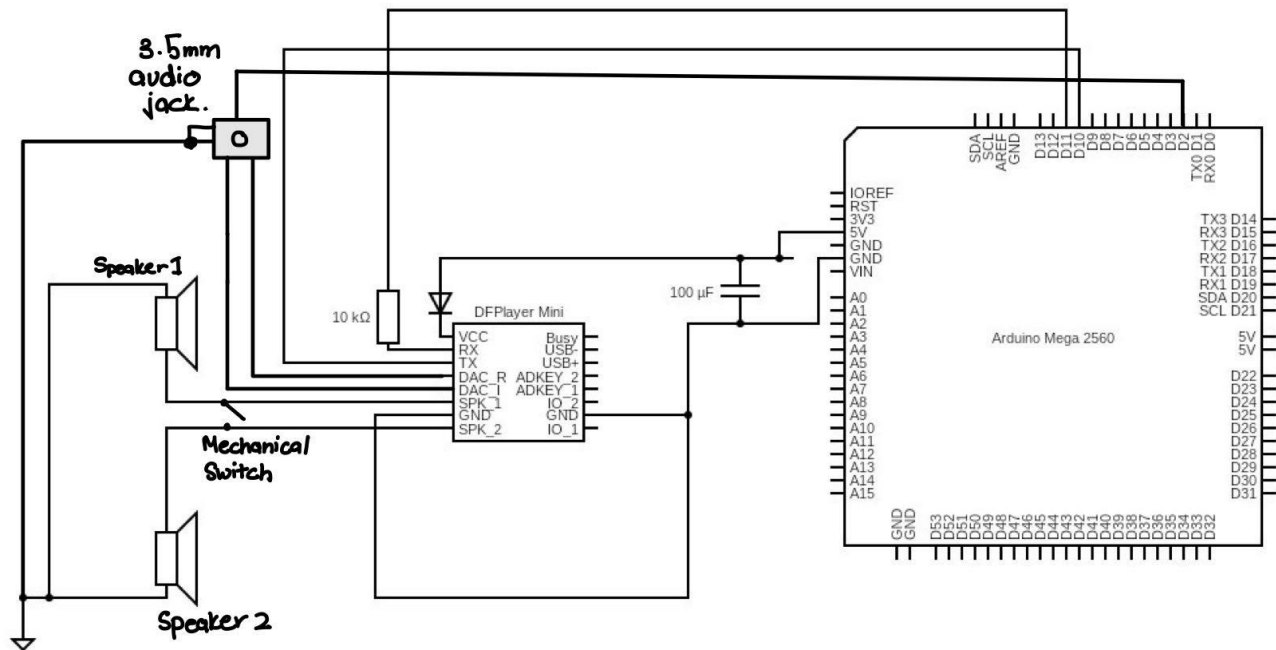 3.5mm
audio
jack.
Speaker 1
10 kΩ
100 µF
DFPlayer Mini
VCC
RX
TX
DAC_R
DAC_I
SPK_1
GND
SPK_2
Busy
USB-
USB+
ADKEY_2
ADKEY_1
IO_2
GND
IO_1
Mechanical
Switch
Speaker 2
SDA
SCL
AREF
GND
D13
D12
D11
D10
D9
D8
D7
D6
D5
D4
D3
D2
TX0 D1
RX0 D0
IOREF
RST
3V3
5V
GND
GND
VIN
A0
A1
A2
A3
A4
A5
A6
A7
A8
A9
A10
A11
A12
A13
A14
A15
Arduino Mega 2560
TX3 D14
RX3 D15
TX2 D16
RX2 D17
TX1 D18
RX1 D19
SDA D20
SCL D21
5V
5V
D22
D23
D24
D25
D26
D27
D28
D29
D30
D31
GND
GND
D53
D52
D51
D50
D49
D48
D47
D46
D45
D44
D43
D42
D41
D40
D39
D38
D37
D36
D35
D34
D33
D32